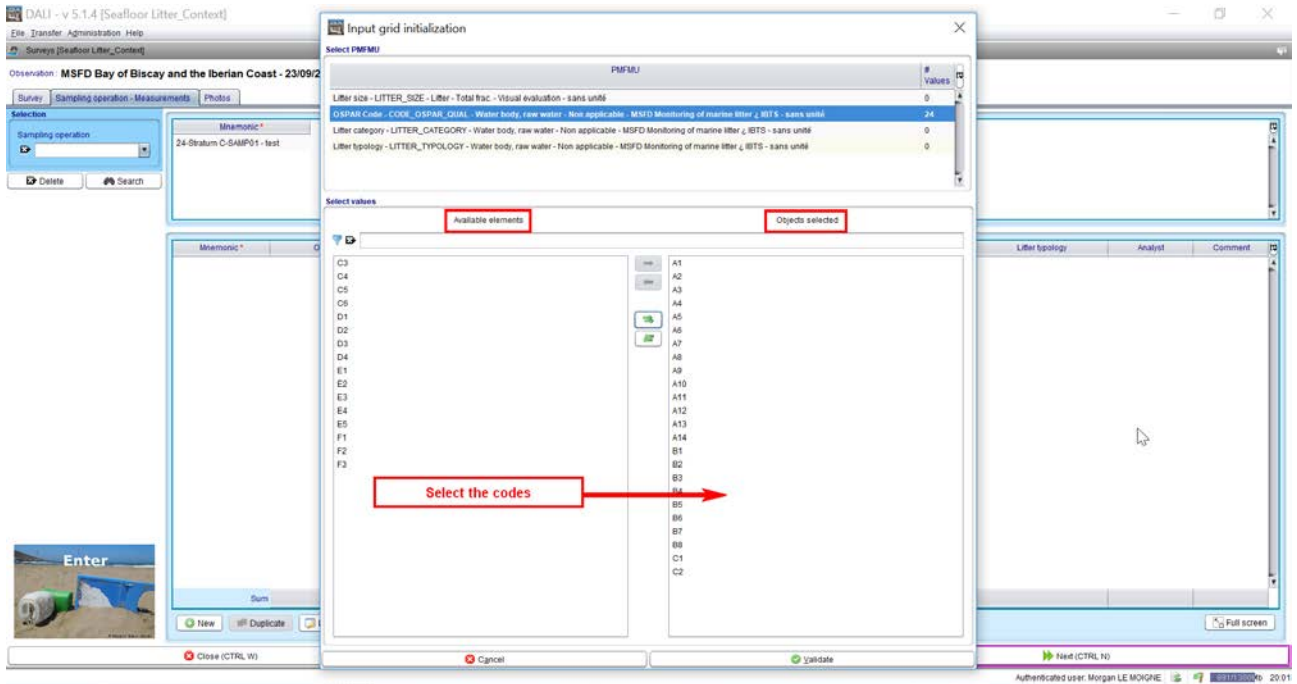 DALI - v 5.1.4 [Seafloor Litter_Context]
File Transfer Administration Help
Surveys [Seafloor Litter_Context]
Observation: MSFD Bay of Biscay and the Iberian Coast - 23/09/2
Survey Sampling operation - Measurements Photos
Selection
Sampling operation
Delete Search
Mnemonic*
24-Stratum C-SAMP01 - test
Mnemonic*
Sum
New Duplicate
Enter
Close (CTRL W)
Input grid initialization
Select PMFMU
PMFMU # Values
Litter size - LITTER_SIZE - Litter - Total frac. - Visual evaluation - sans unité 0
OSPAR Code - CODE_OSPAR_QUAL - Water body, raw water - Non applicable - MSFD Monitoring of marine litter ¿ IBTS - sans unité 24
Litter category - LITTER_CATEGORY - Water body, raw water - Non applicable - MSFD Monitoring of marine litter ¿ IBTS - sans unité 0
Litter typology - LITTER_TYPOLOGY - Water body, raw water - Non applicable - MSFD Monitoring of marine litter ¿ IBTS - sans unité 0
Select values
Available elements Objects selected
C3
C4
C5
C6
D1
D2
D3
D4
E1
E2
E3
E4
E5
F1
F2
F3
Select the codes
A1
A2
A3
A4
A5
A6
A7
A8
A9
A10
A11
A12
A13
A14
B1
B2
B3
B4
B5
B6
B7
B8
C1
C2
Cancel Validate
Litter typology Analyst Comment
Full screen
Next (CTRL N)
Authenticated user: Morgan LE MOIGNE
20:01